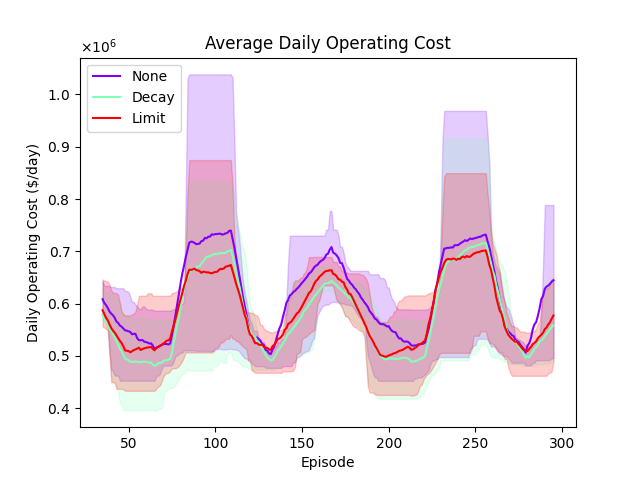 Average Daily Operating Cost
×10⁶
None
Decay
Limit
1.0
0.9
0.8
0.7
0.6
0.5
0.4
Daily Operating Cost ($/day)
50
100
150
200
250
300
Episode